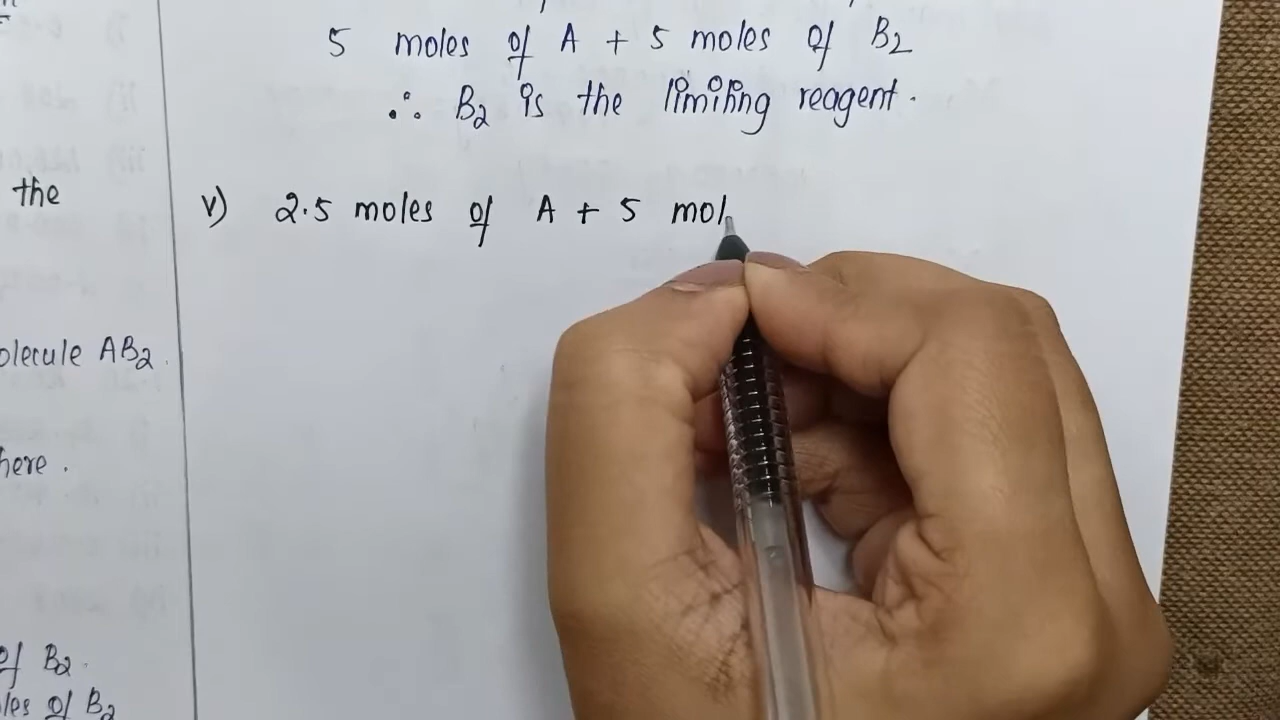 the
olecule AB2.
here.
of B2.
les of B2
5 moles of A + 5 moles of B2
∴ B2 is the limiting reagent.
v) 2.5 moles of A + 5 mol